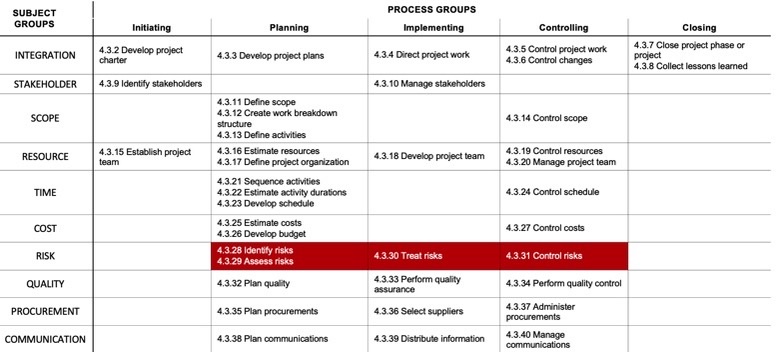 SUBJECT
GROUPS
PROCESS GROUPS
Initiating
Planning
Implementing
Controlling
Closing
INTEGRATION
4.3.2 Develop project
charter
4.3.3 Develop project plans
4.3.4 Direct project work
4.3.5 Control project work
4.3.6 Control changes
4.3.7 Close project phase or
project
4.3.8 Collect lessons learned
STAKEHOLDER
4.3.9 Identify stakeholders
4.3.10 Manage stakeholders
SCOPE
4.3.11 Define scope
4.3.12 Create work breakdown
structure
4.3.13 Define activities
4.3.14 Control scope
RESOURCE
4.3.15 Establish project
team
4.3.16 Estimate resources
4.3.17 Define project organization
4.3.18 Develop project team
4.3.19 Control resources
4.3.20 Manage project team
TIME
4.3.21 Sequence activities
4.3.22 Estimate activity durations
4.3.23 Develop schedule
4.3.24 Control schedule
COST
4.3.25 Estimate costs
4.3.26 Develop budget
4.3.27 Control costs
RISK
4.3.28 Identify risks
4.3.29 Assess risks
4.3.30 Treat risks
4.3.31 Control risks
QUALITY
4.3.32 Plan quality
4.3.33 Perform quality
assurance
4.3.34 Perform quality control
PROCUREMENT
4.3.35 Plan procurements
4.3.36 Select suppliers
4.3.37 Administer
procurements
COMMUNICATION
4.3.38 Plan communications
4.3.39 Distribute information
4.3.40 Manage
communications